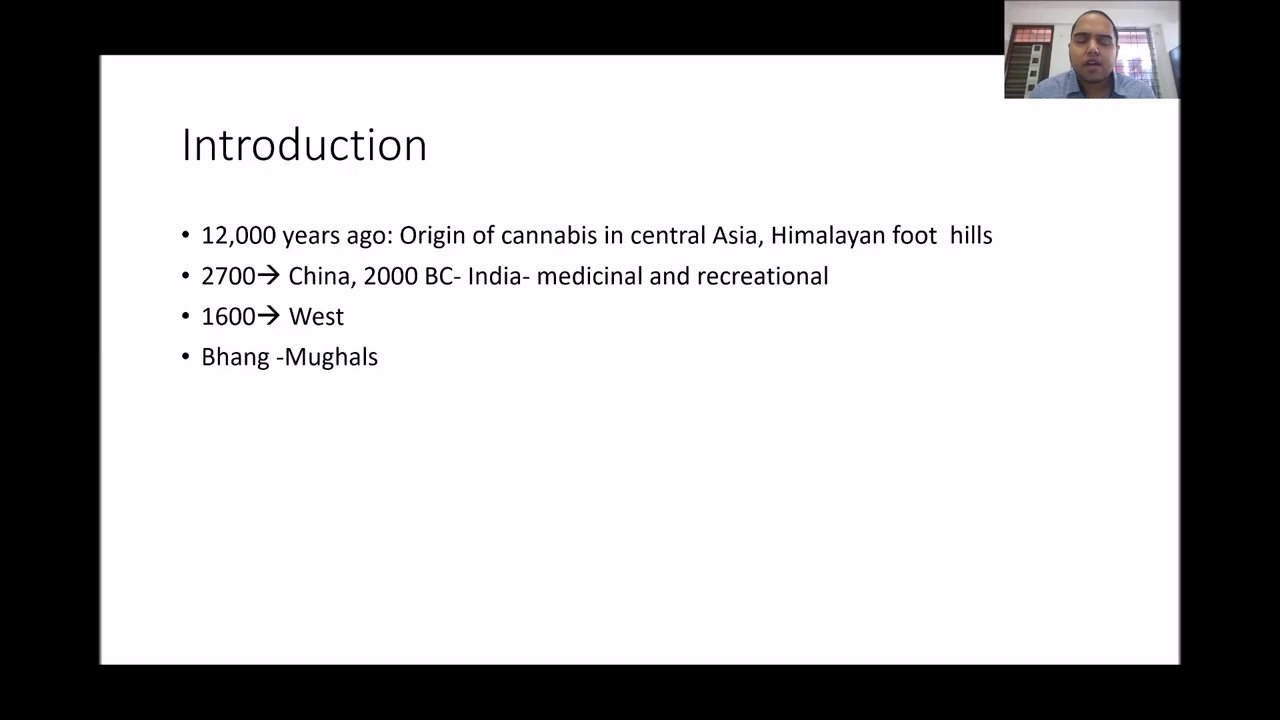 Introduction
• 12,000 years ago: Origin of cannabis in central Asia, Himalayan foot  hills
• 2700→ China, 2000 BC- India- medicinal and recreational
• 1600→ West
• Bhang -Mughals